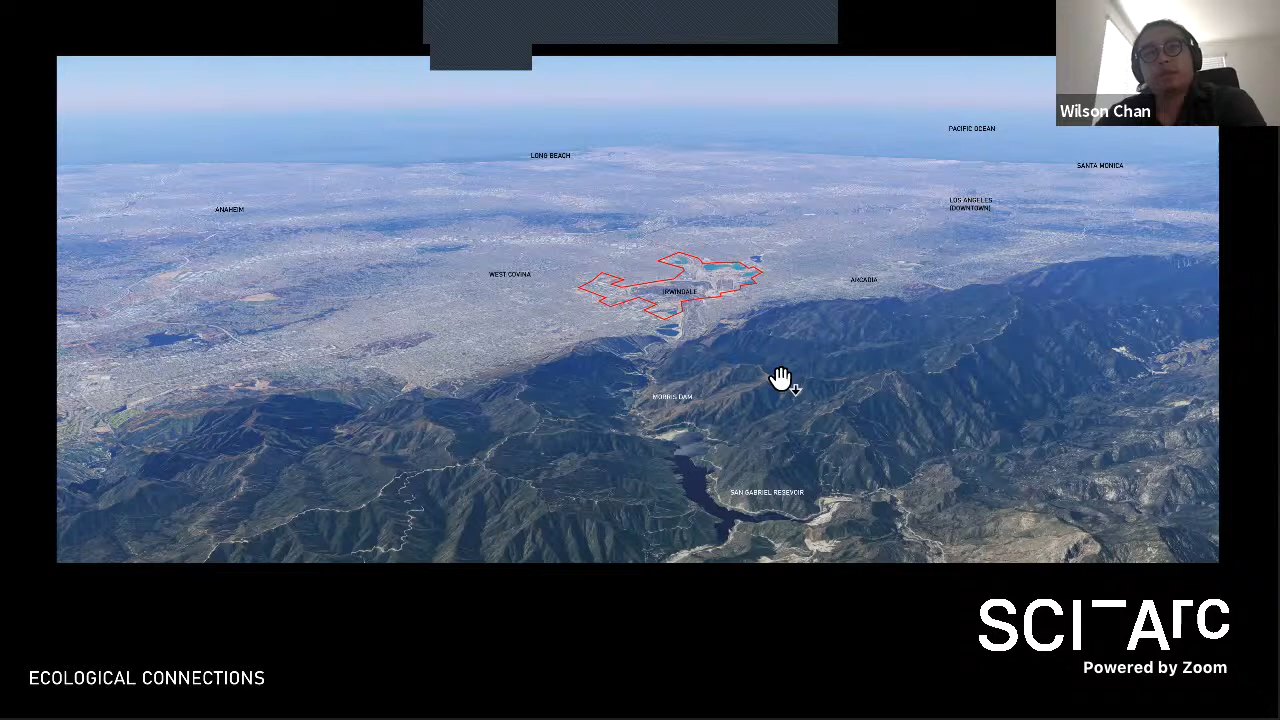 Wilson Chan
PACIFIC OCEAN
LONG BEACH
SANTA MONICA
LOS ANGELES
(DOWNTOWN)
ANAHEIM
WEST COVINA
ARCADIA
IRWINDALE
MORRIS DAM
SAN GABRIEL RESEVOIR
SCI-Arc
Powered by Zoom
ECOLOGICAL CONNECTIONS